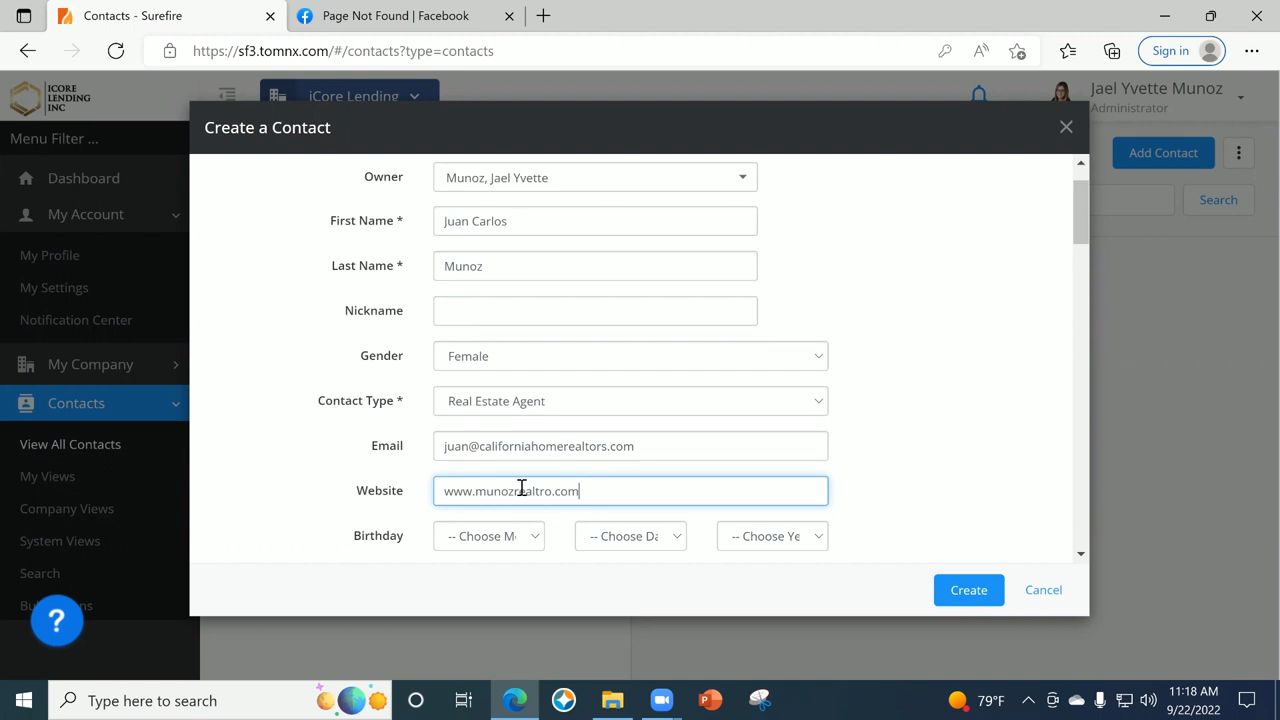 Contacts - Surefire
Page Not Found | Facebook
https://sf3.tomnx.com/#/contacts?type=contacts
Sign in
ICORE
LENDING
INC
iCore Lending
Jael Yvette Munoz
Administrator
Menu Filter ...
Create a Contact
Add Contact
Dashboard
Search
My Account
My Profile
My Settings
Notification Center
My Company
Contacts
View All Contacts
My Views
Company Views
System Views
Search
?
Owner
Munoz, Jael Yvette
First Name *
Juan Carlos
Last Name *
Munoz
Nickname
Gender
Female
Contact Type *
Real Estate Agent
Email
juan@californiahomerealtors.com
Website
www.munozrealtro.com
Birthday
-- Choose M
-- Choose Da
-- Choose Ye
Create
Cancel
Type here to search
79°F
11:18 AM
9/22/2022